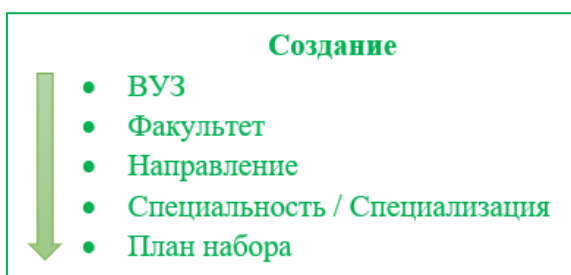 Создание
• ВУЗ
• Факультет
• Направление
• Специальность / Специализация
• План набора